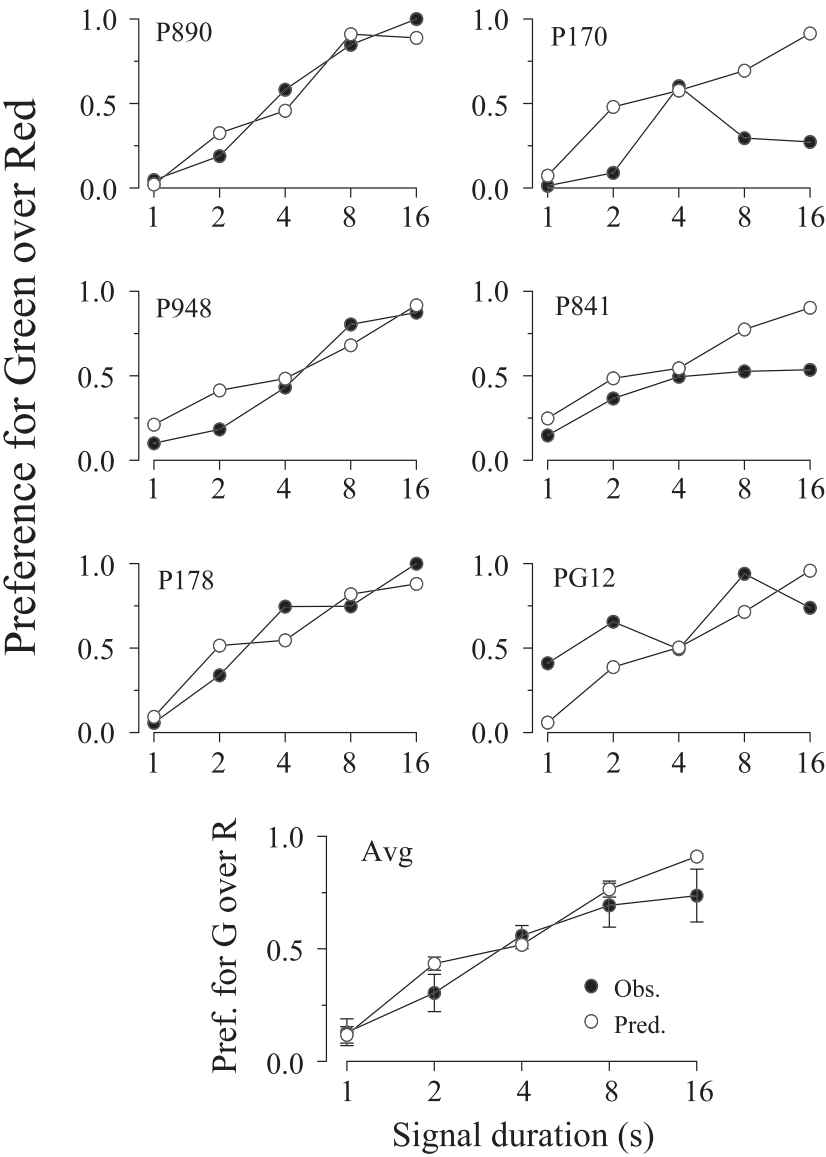 Preference for Green over Red
P890
1.0
0.5
0.0
1 2 4 8 16
P170
1.0
0.5
0.0
1 2 4 8 16
P948
1.0
0.5
0.0
1 2 4 8 16
P841
1.0
0.5
0.0
1 2 4 8 16
P178
1.0
0.5
0.0
1 2 4 8 16
PG12
1.0
0.5
0.0
1 2 4 8 16
Pref. for G over R
Avg
1.0
0.5
0.0
Obs.
Pred.
1 2 4 8 16
Signal duration (s)